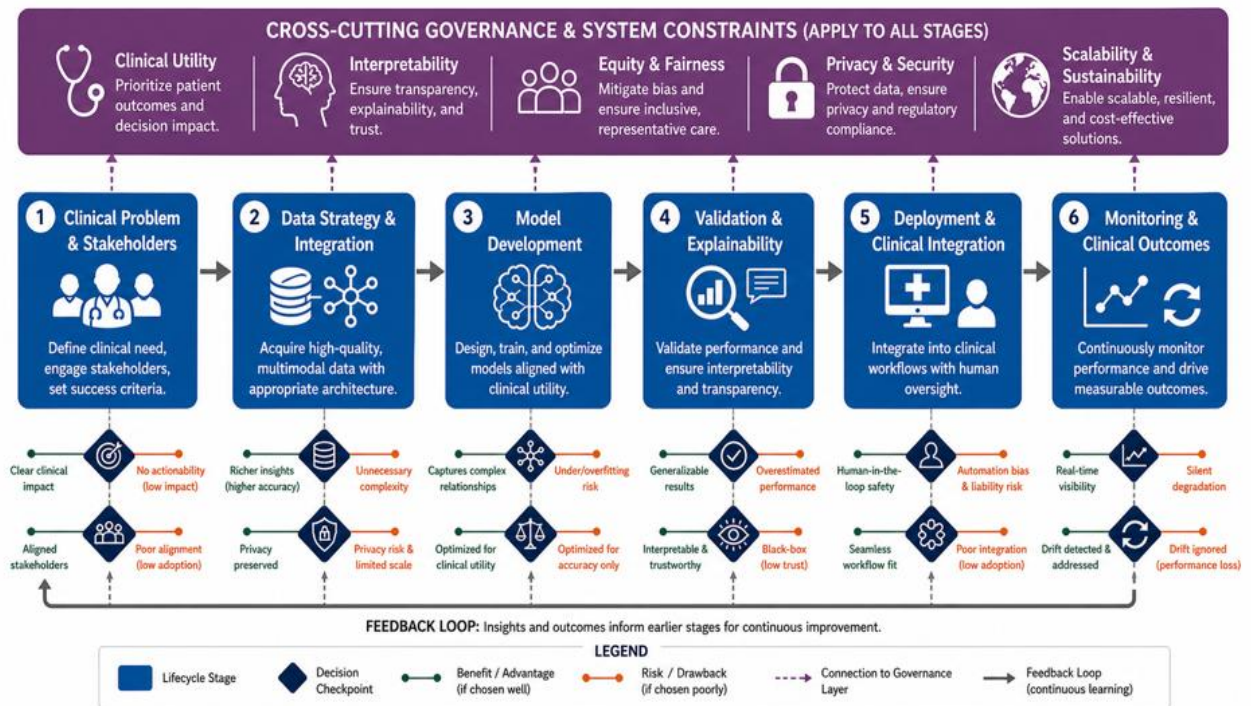 CROSS-CUTTING GOVERNANCE & SYSTEM CONSTRAINTS (APPLY TO ALL STAGES)
Clinical Utility
Prioritize patient
outcomes and
decision impact.
Interpretability
Ensure transparency,
explainability, and
trust.
Equity & Fairness
Mitigate bias and
ensure inclusive,
representative care.
Privacy & Security
Protect data, ensure
privacy and regulatory
compliance.
Scalability &
Sustainability
Enable scalable, resilient,
and cost-effective
solutions.
1
Clinical Problem
& Stakeholders
Define clinical need,
engage stakeholders,
set success criteria.
2
Data Strategy &
Integration
Acquire high-quality,
multimodal data with
appropriate architecture.
3
Model
Development
Design, train, and optimize
models aligned with
clinical utility.
4
Validation &
Explainability
Validate performance and
ensure interpretability
and transparency.
5
Deployment &
Clinical Integration
Integrate into clinical
workflows with human
oversight.
6
Monitoring &
Clinical Outcomes
Continuously monitor
performance and drive
measurable outcomes.
Clear clinical
impact
No actionability
(low impact)
Richer insights
(higher accuracy)
Unnecessary
complexity
Captures complex
relationships
Under/overfitting
risk
Generalizable
results
Overestimated
performance
Human-in-the-
loop safety
Automation bias
& liability risk
Real-time
visibility
Silent
degradation
Aligned
stakeholders
Poor alignment
(low adoption)
Privacy
preserved
Privacy risk &
limited scale
Optimized for
clinical utility
Optimized for
accuracy only
Interpretable &
trustworthy
Black-box
(low trust)
Seamless
workflow fit
Poor integration
(low adoption)
Drift detected &
addressed
Drift ignored
(performance loss)
FEEDBACK LOOP: Insights and outcomes inform earlier stages for continuous improvement.
LEGEND
Lifecycle Stage
Decision
Checkpoint
Benefit / Advantage
(if chosen well)
Risk / Drawback
(if chosen poorly)
Connection to Governance
Layer
Feedback Loop
(continuous learning)